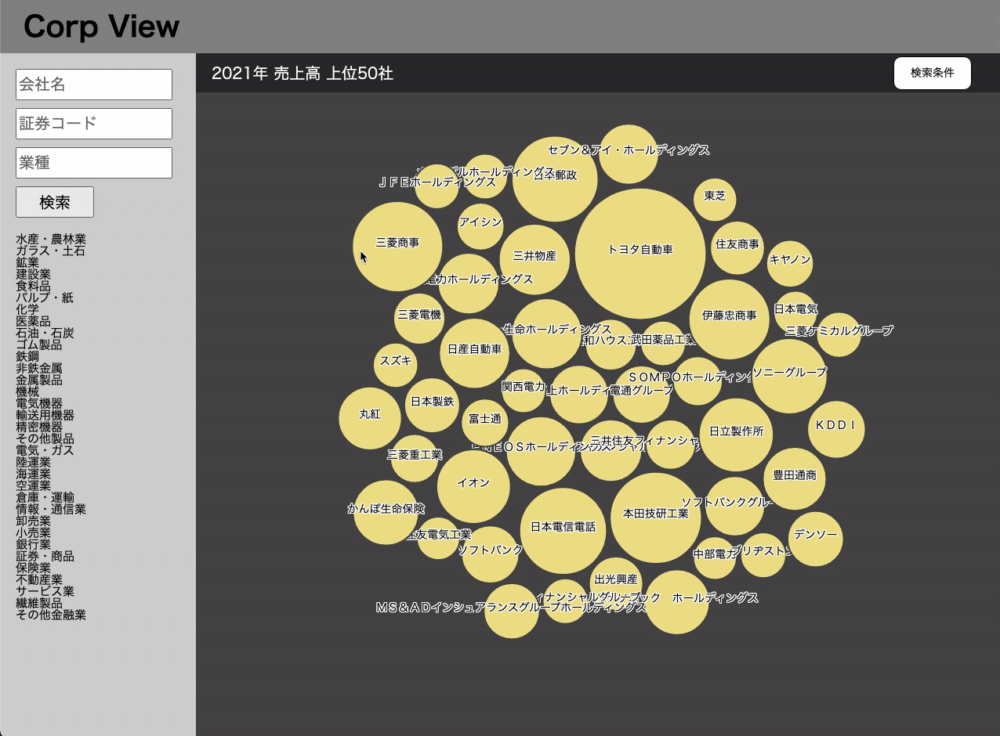 Corp View
会社名
証券コード
業種
検索
水産・農林業
ガラス・土石
鉱業
建設業
食料品
パルプ・紙
化学
医薬品
石油・石炭
ゴム製品
鉄鋼
非鉄金属
金属製品
機械
電気機器
輸送用機器
精密機器
その他製品
電気・ガス
陸運業
海運業
空運業
倉庫・運輸
情報・通信業
卸売業
小売業
銀行業
証券・商品
保険業
不動産業
サービス業
繊維製品
その他金融業
2021年 売上高 上位50社
検索条件
セブン&アイ・ホールディングス
日本郵政
ルホールディングス
ＪＦＥホールディングス
東芝
アイシン
三菱商事
トヨタ自動車
住友商事
三井物産
キヤノン
電力ホールディングス
三菱電機
日本電気
伊藤忠商事
生命ホールディングス
三菱ケミカルグループ
和ハウス
武田薬品工業
日産自動車
スズキ
ソニーグループ
ＳＯＭＰＯホールディン
関西電力
上ホールディ
電通グループ
日本製鉄
丸紅
富士通
ＫＤＤＩ
日立製作所
三井住友フィナンシャ
ＥＮＥＯＳホールディン
三菱重工業
豊田通商
イオン
ソフトバンクグルー
かんぽ生命保険
本田技研工業
日本電信電話
住友電気工業
デンソー
ソフトバンク
中部電力
ブリヂスト
出光興産
ィナンシャルグループ
ック　ホールディングス
ＭＳ＆ＡＤインシュアランスグループホールディングス